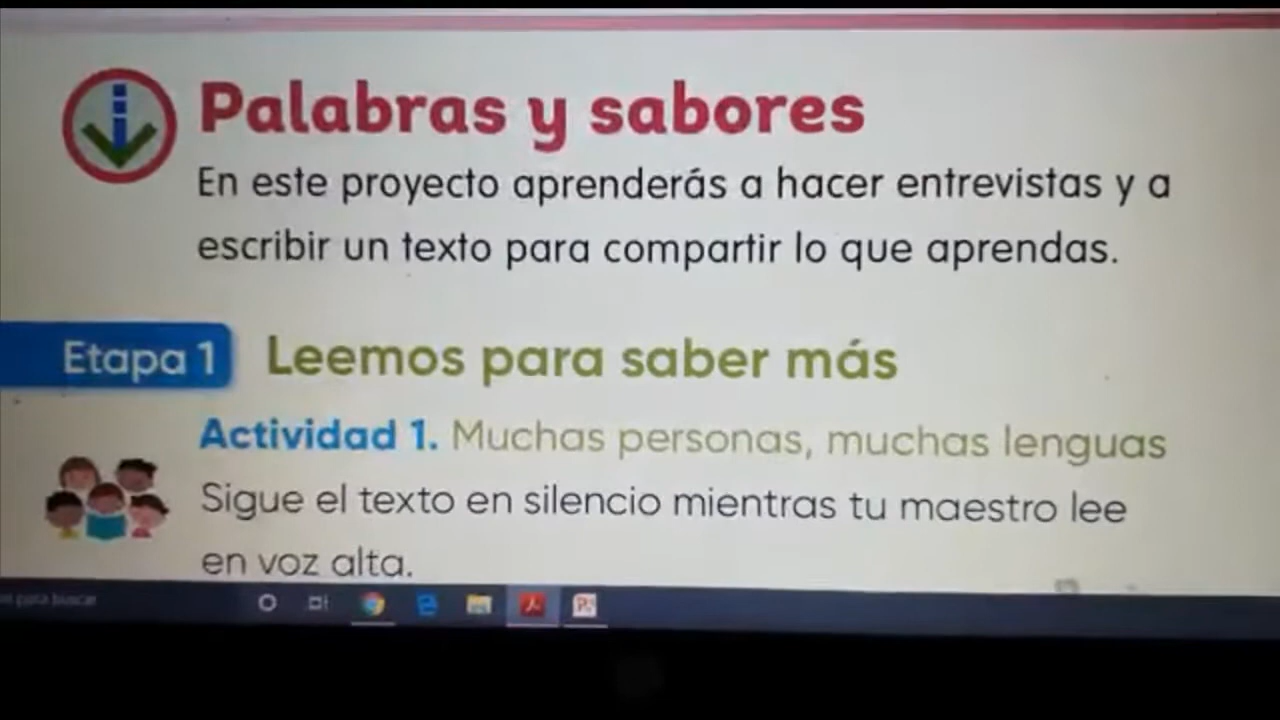 Palabras y sabores
En este proyecto aprenderás a hacer entrevistas y a
escribir un texto para compartir lo que aprendas.
Etapa 1 Leemos para saber más
Actividad 1. Muchas personas, muchas lenguas
Sigue el texto en silencio mientras tu maestro lee
en voz alta.
para buscar